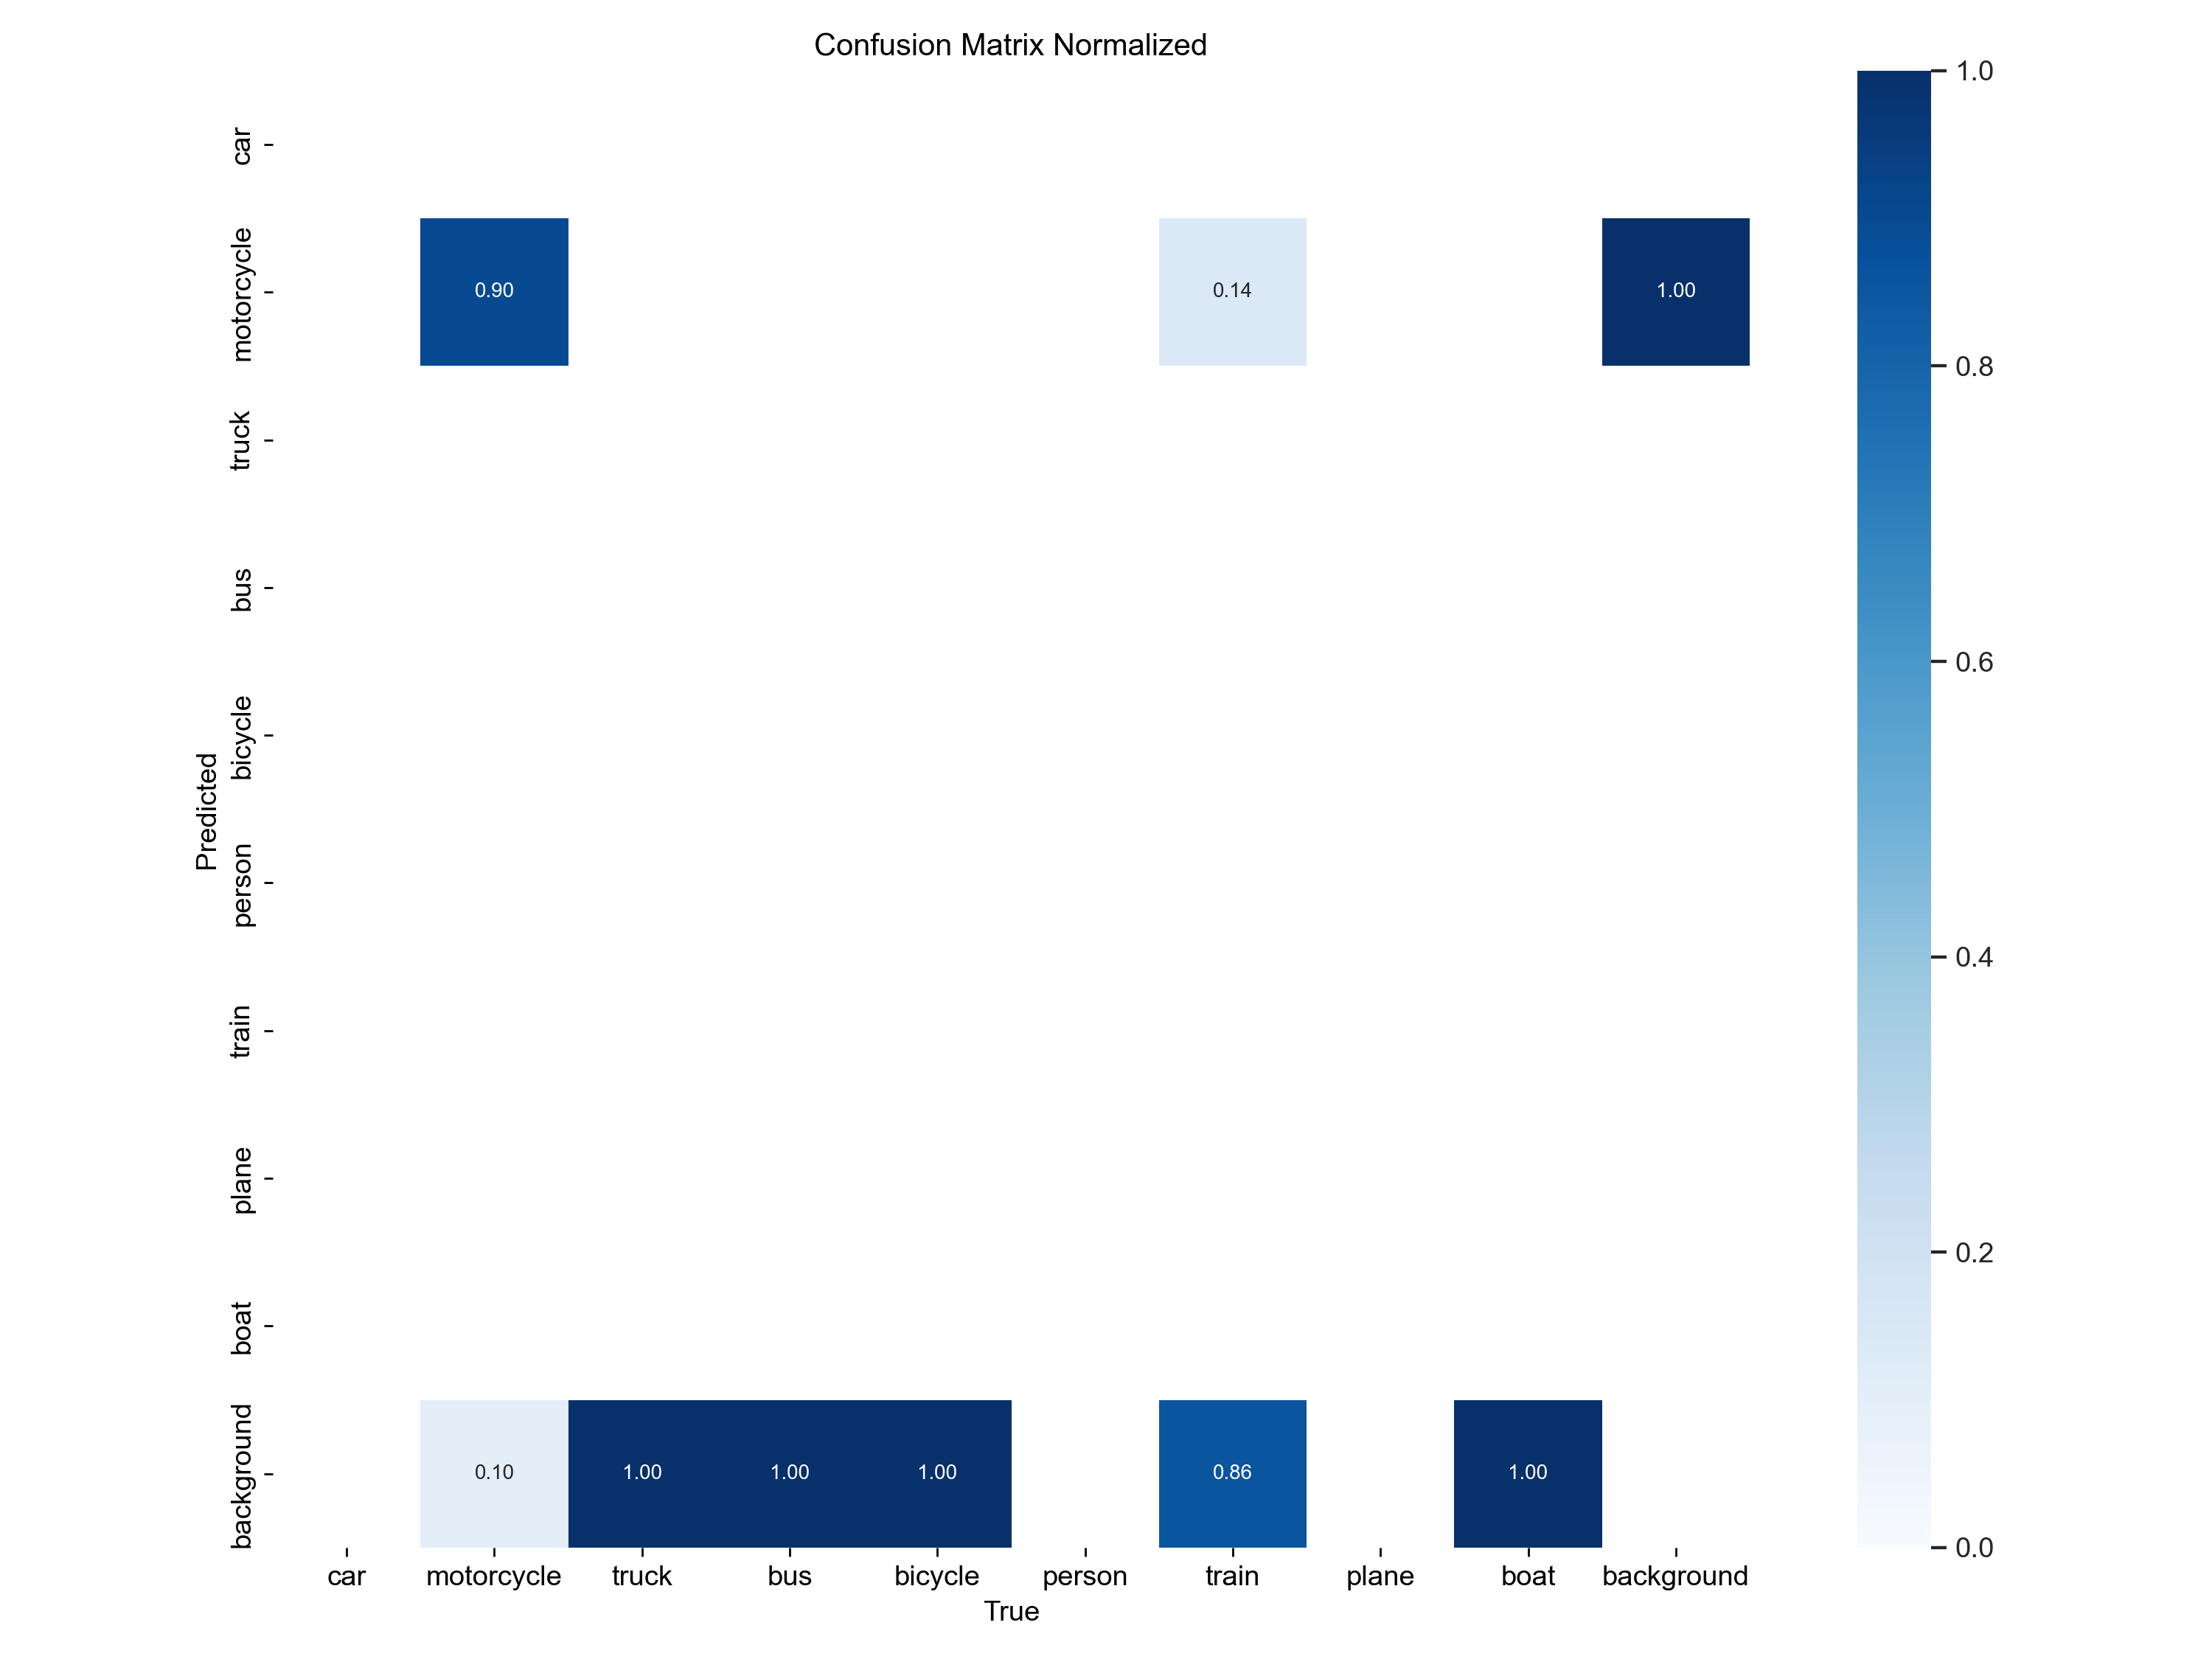 Confusion Matrix Normalized
car
motorcycle
truck
bus
bicycle
person
train
plane
boat
background
Predicted
0.90
0.14
1.00
0.10
1.00
1.00
1.00
0.86
1.00
car
motorcycle
truck
bus
bicycle
person
train
plane
boat
background
True
1.0
0.8
0.6
0.4
0.2
0.0